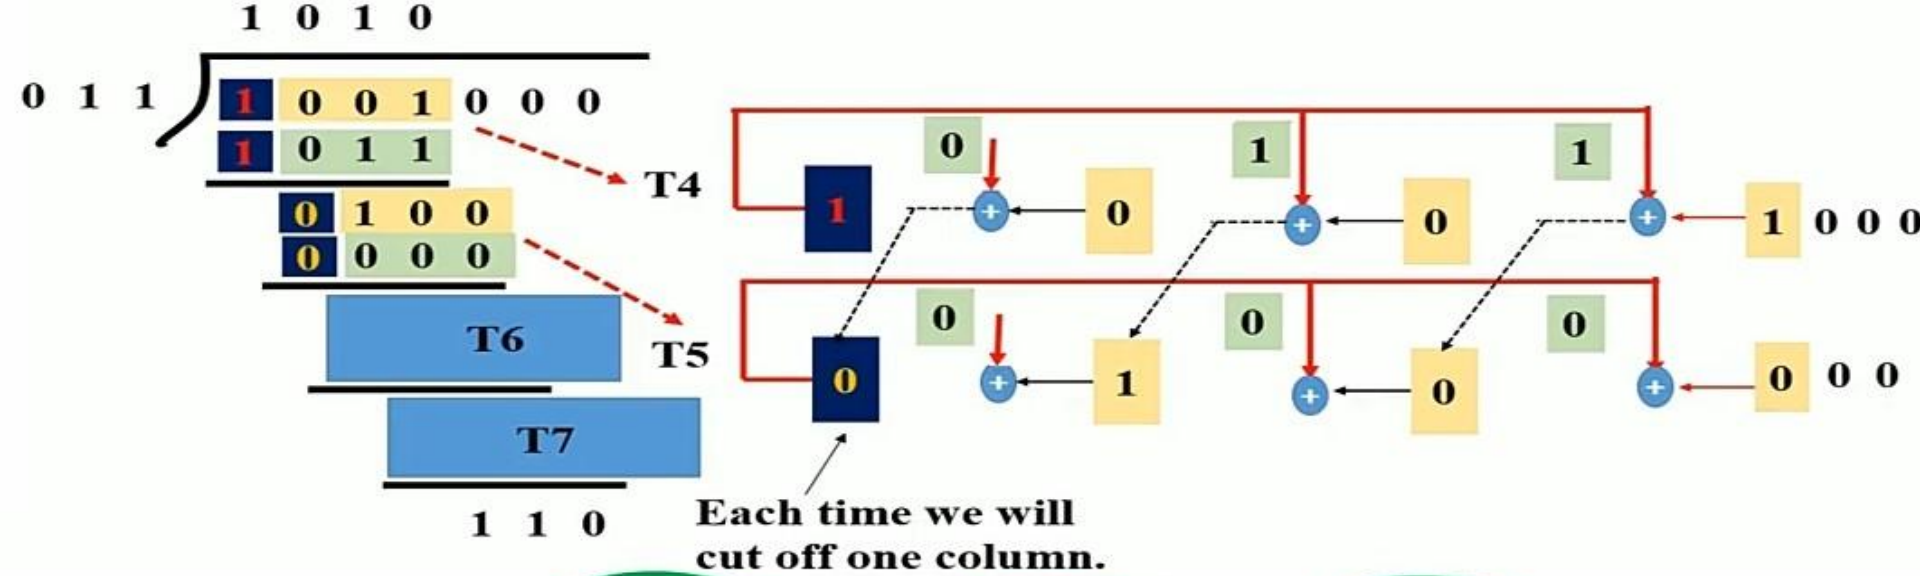 1 0 1 0
0 1 1
1 0 0 1 0 0 0
1 0 1 1
0 1 0 0
0 0 0 0
T6
T7
1 1 0
T4
0 1 1
1 + 0 + 0 + 1 0 0 0
T5
0 0 0
0 + 1 + 0 + 0 0 0
Each time we will
cut off one column.